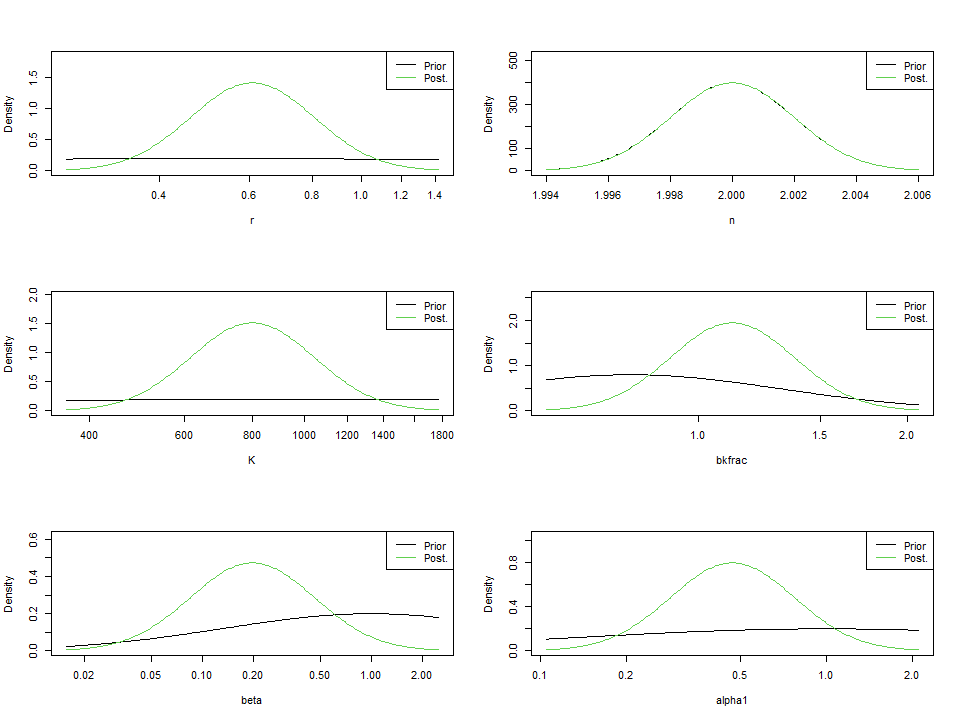 Density
0.0 0.5 1.0 1.5
Prior
Post.
0.4 0.6 0.8 1.0 1.2 1.4
r
Density
0 100 300 500
Prior
Post.
1.994 1.996 1.998 2.000 2.002 2.004 2.006
n
Density
0.0 0.5 1.0 1.5 2.0
Prior
Post.
400 600 800 1000 1200 1400 1800
K
Density
0.0 1.0 2.0
Prior
Post.
1.0 1.5 2.0
bkfrac
Density
0.0 0.2 0.4 0.6
Prior
Post.
0.02 0.05 0.10 0.20 0.50 1.00 2.00
beta
Density
0.0 0.4 0.8
Prior
Post.
0.1 0.2 0.5 1.0 2.0
alpha1